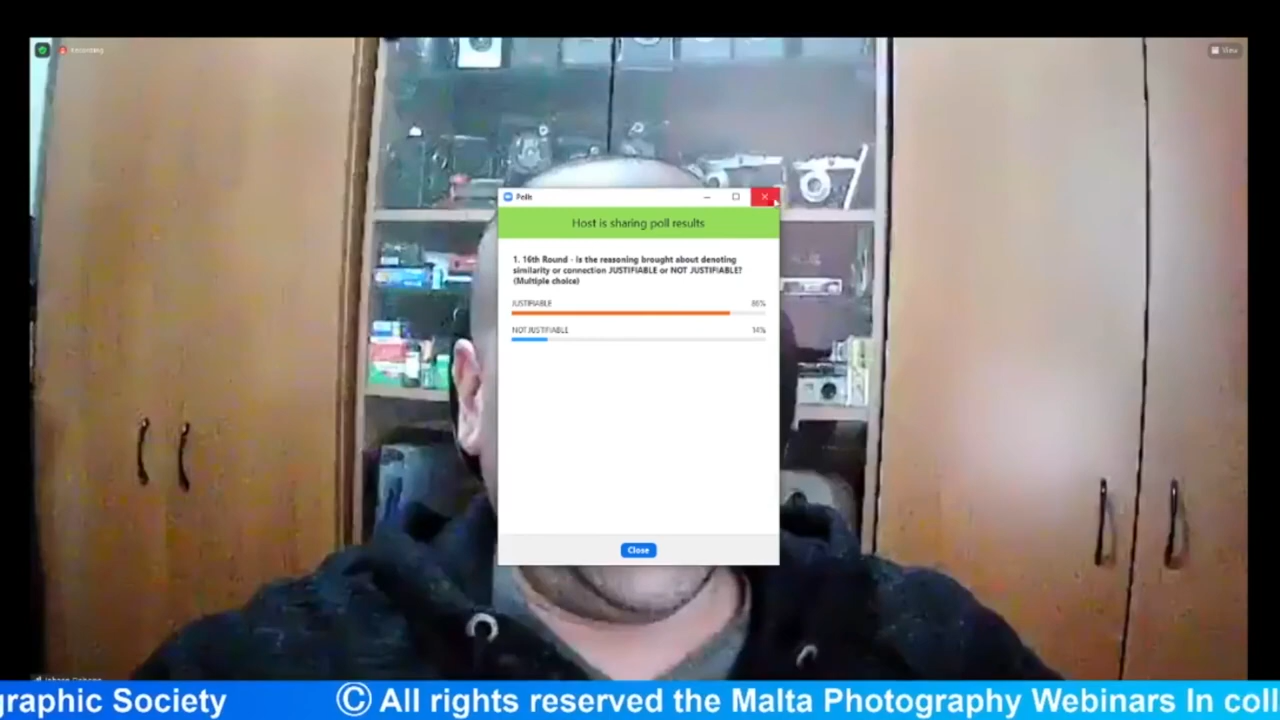 Recording
View
Polls
Host is sharing poll results
1. 16th Round - is the reasoning brought about denoting
similarity or connection JUSTIFIABLE or NOT JUSTIFIABLE?
(Multiple choice)
JUSTIFIABLE 86%
NOT JUSTIFIABLE 14%
Close
graphic Society © All rights reserved the Malta Photography Webinars In coll